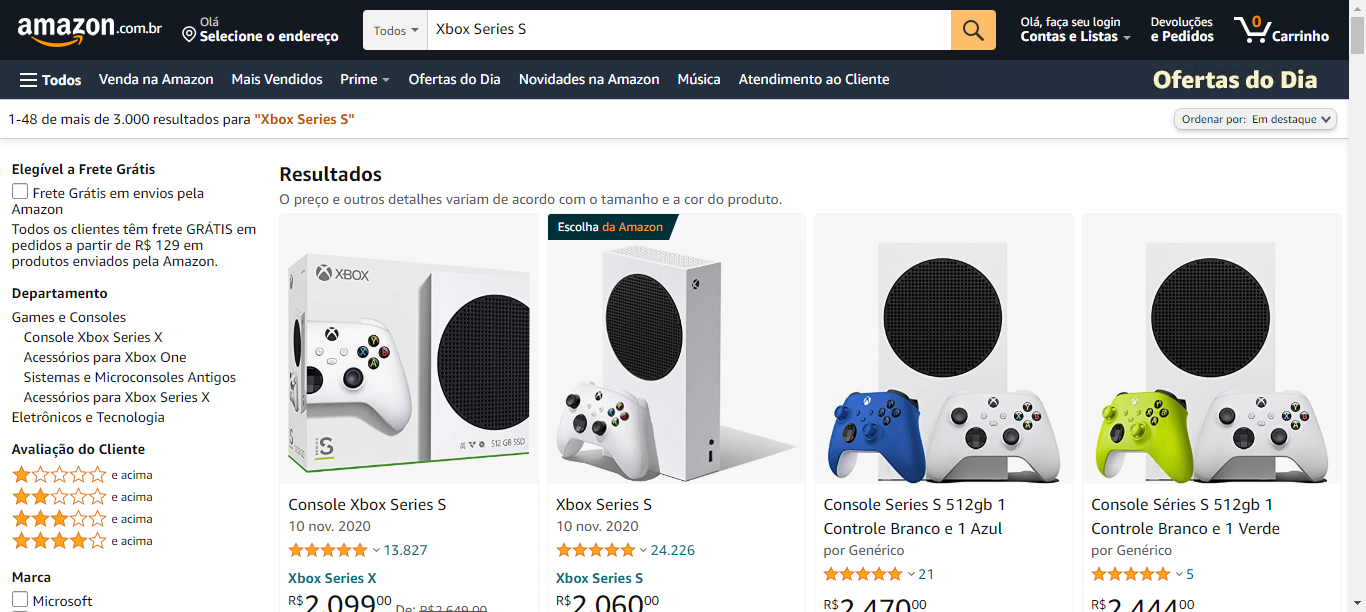 amazon.com.br
Olá
Selecione o endereço
Todos
Xbox Series S
Olá, faça seu login
Contas e Listas
Devoluções
e Pedidos
0
Carrinho
Todos
Venda na Amazon
Mais Vendidos
Prime
Ofertas do Dia
Novidades na Amazon
Música
Atendimento ao Cliente
Ofertas do Dia
1-48 de mais de 3.000 resultados para "Xbox Series S"
Ordenar por: Em destaque
Elegível a Frete Grátis
Frete Grátis em envios pela
Amazon
Todos os clientes têm frete GRÁTIS em
pedidos a partir de R$ 129 em
produtos enviados pela Amazon.
Departamento
Games e Consoles
Console Xbox Series X
Acessórios para Xbox One
Sistemas e Microconsoles Antigos
Acessórios para Xbox Series X
Eletrônicos e Tecnologia
Avaliação do Cliente
e acima
e acima
e acima
e acima
Marca
Microsoft
Resultados
O preço e outros detalhes variam de acordo com o tamanho e a cor do produto.
XBOX
SERIES S
512 GB SSD
Console Xbox Series S
10 nov. 2020
13.827
Xbox Series X
R$2.09900 De: R$2.649,00
Escolha da Amazon
Xbox Series S
10 nov. 2020
24.226
Xbox Series S
R$2.06000
Console Series S 512gb 1
Controle Branco e 1 Azul
por Genérico
21
R$2.47000
Console Séries S 512gb 1
Controle Branco e 1 Verde
por Genérico
5
R$2.44400